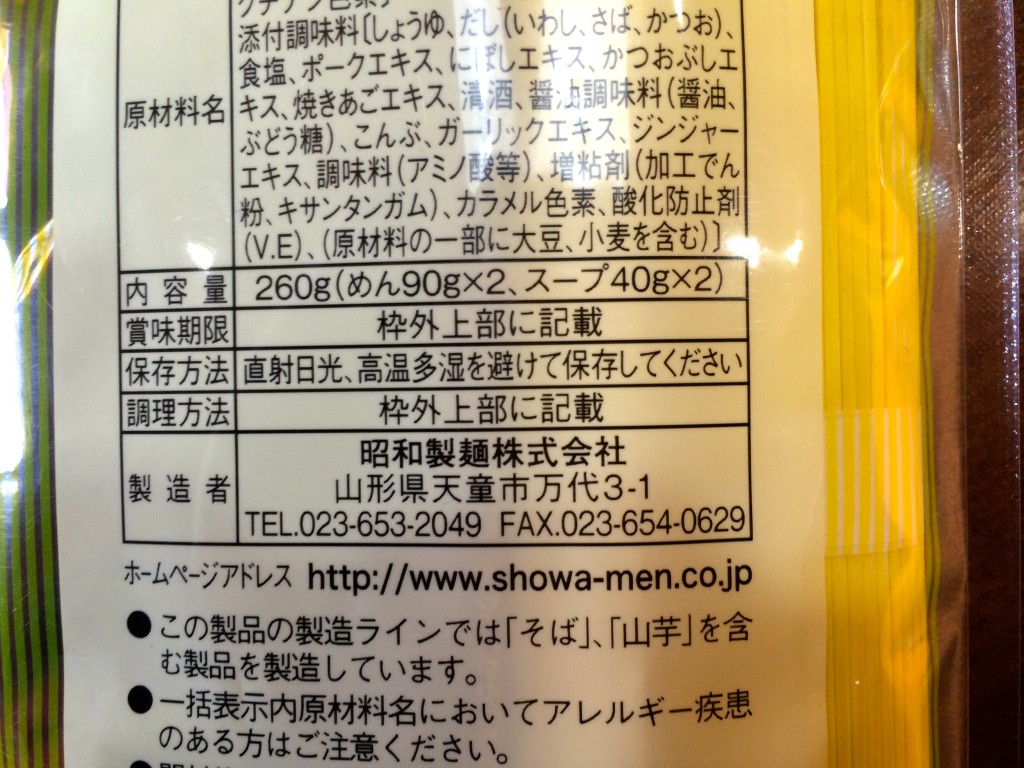 クチナシ色素]
添付調味料〔しょうゆ、だし(いわし、さば、かつお)、
食塩、ポークエキス、にぼしエキス、かつおぶしエ
原材料名
キス、焼きあごエキス、清酒、醤油調味料(醤油、
ぶどう糖)、こんぶ、ガーリックエキス、ジンジャー
エキス、調味料(アミノ酸等)、増粘剤(加工でん
粉、キサンタンガム)、カラメル色素、酸化防止剤
(V.E)、(原材料の一部に大豆、小麦を含む)〕
内容量 260g(めん90g×2、スープ40g×2)
賞味期限 枠外上部に記載
保存方法 直射日光、高温多湿を避けて保存してください
調理方法 枠外上部に記載
昭和製麺株式会社
製造者 山形県天童市万代3-1
TEL.023-653-2049 FAX.023-654-0629
ホームページアドレス http://www.showa-men.co.jp
●この製品の製造ラインでは「そば」、「山芋」を含
む製品を製造しています。
●一括表示内原材料名においてアレルギー疾患
のある方はご注意ください。